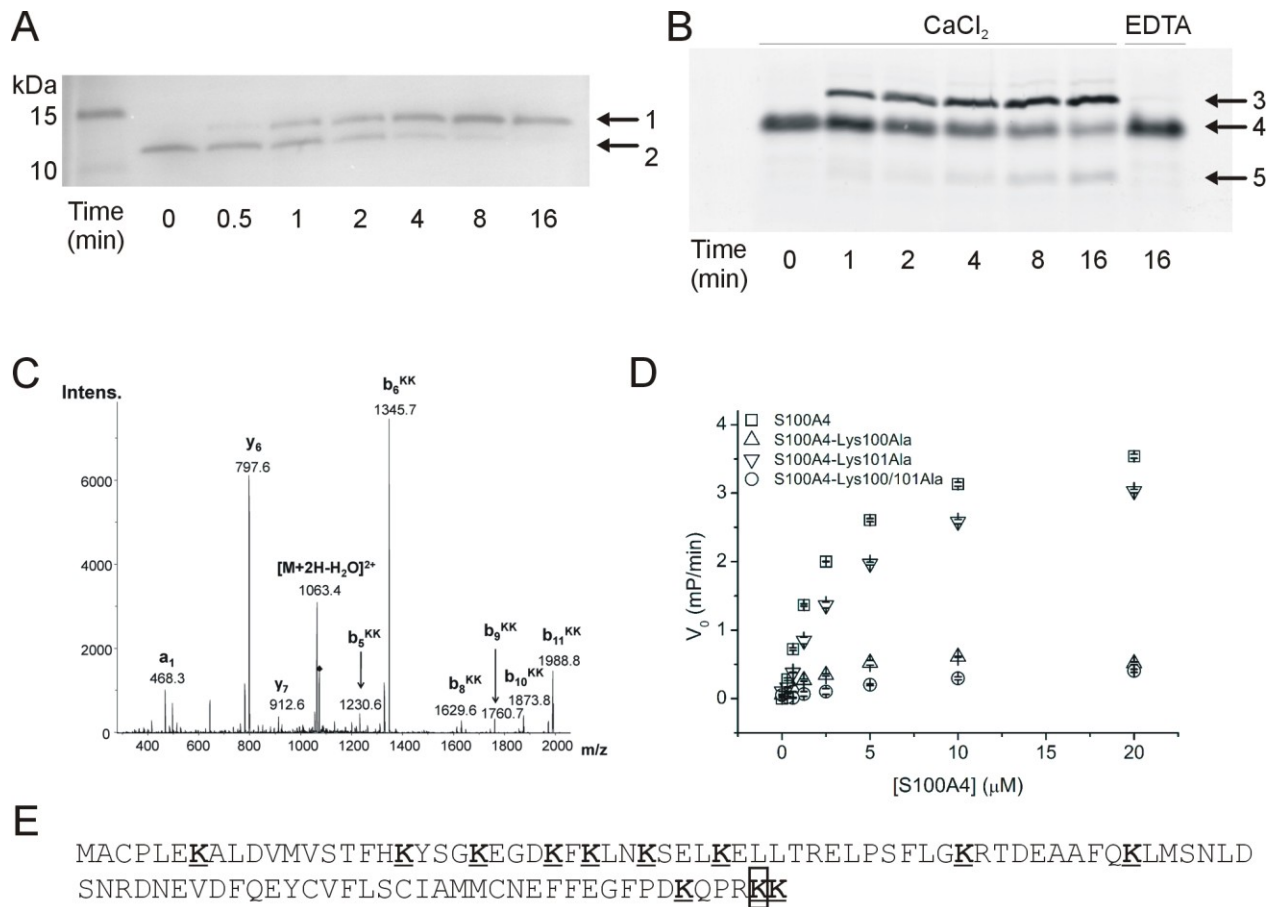 A
kDa
15
10
1
2
Time
(min)
0 0.5 1 2 4 8 16
B
CaCl₂ EDTA
3
4
5
Time
(min)
0 1 2 4 8 16 16
C
Intens.
6000
4000
2000
0
a₁
468.3
y₆
797.6
y₇
912.6
[M+2H-H₂O]²⁺
1063.4
b₅ᴷᴷ
1230.6
b₆ᴷᴷ
1345.7
b₈ᴷᴷ
1629.6
b₉ᴷᴷ
1760.7
b₁₀ᴷᴷ
1873.8
b₁₁ᴷᴷ
1988.8
400 600 800 1000 1200 1400 1600 1800 2000 m/z
D
S100A4
S100A4-Lys100Ala
S100A4-Lys101Ala
S100A4-Lys100/101Ala
V₀ (mP/min)
4
3
2
1
0
0 5 10 15 20
[S100A4] (μM)
E
MACPLEKALDVMVSTFHKYSGKEGDKFKLNKSELKELLTRELPSFLGKRTDEAAFQKLMSNLD
SNRDNEVDFQEYCVFLSCIAMMCNEFFEGFPDKQPRKK